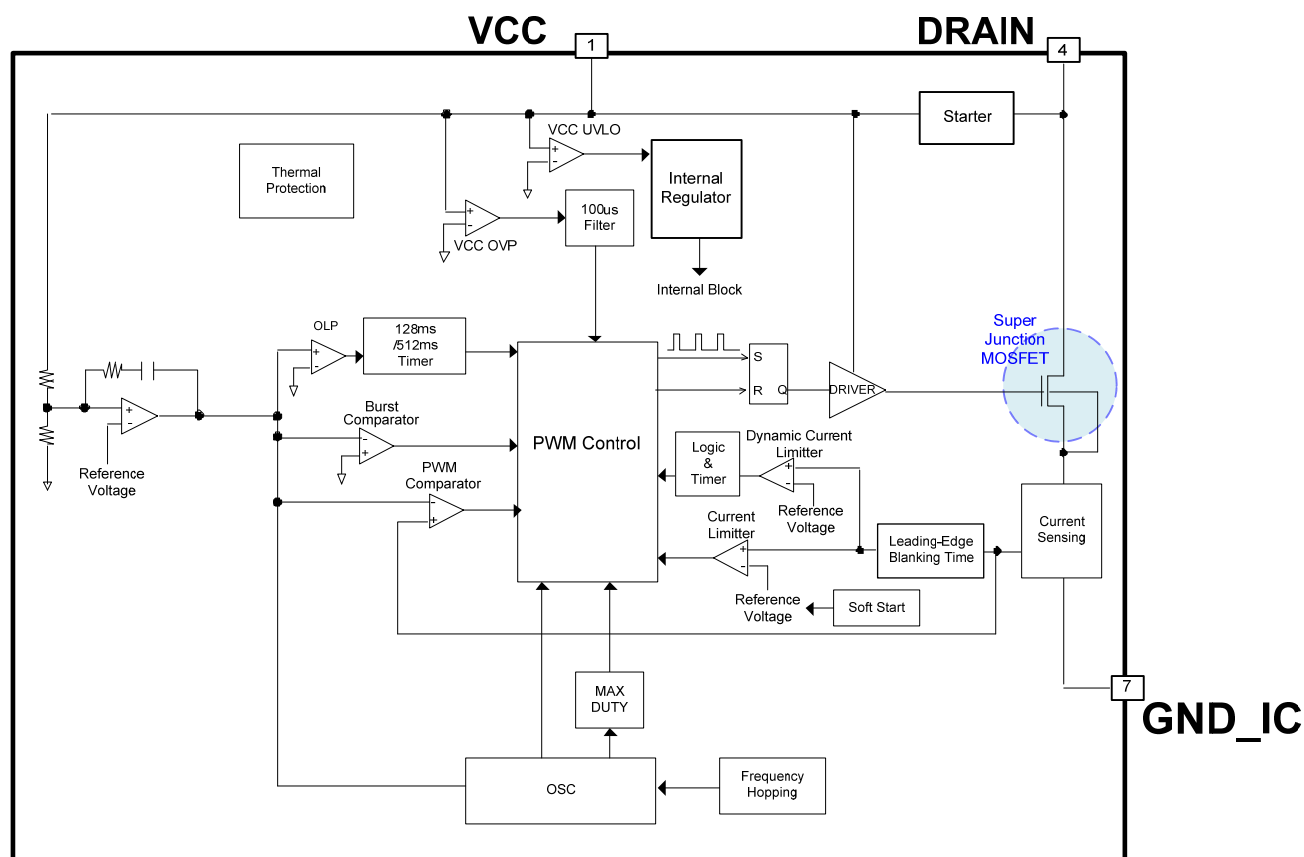 VCC
DRAIN
1
4
Starter
VCC UVLO
+
-
Thermal
Protection
Internal
Regulator
100us
Filter
+
-
VCC OVP
Internal Block
Super
Junction
MOSFET
OLP
+
-
128ms
/512ms
Timer
S
R
Q
DRIVER
+
-
Reference
Voltage
Burst
Comparator
-
+
PWM Control
Logic
&
Timer
Dynamic Current
Limitter
+
-
Reference
Voltage
PWM
Comparator
-
+
Current
Limitter
+
-
Reference
Voltage
Leading-Edge
Blanking Time
Current
Sensing
Soft Start
MAX
DUTY
7
GND_IC
OSC
Frequency
Hopping